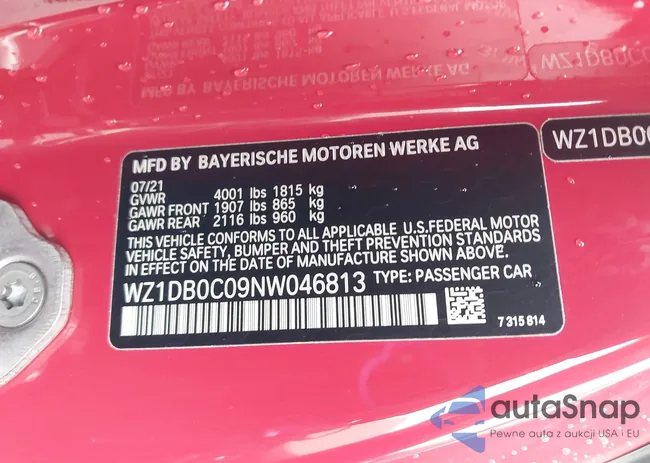 MFD BY BAYERISCHE MOTOREN WERKE AG
07/21
GVWR 4001 lbs 1815 kg
GAWR FRONT 1907 lbs 865 kg
GAWR REAR 2116 lbs 960 kg
THIS VEHICLE CONFORMS TO ALL APPLICABLE U.S.FEDERAL MOTOR
VEHICLE SAFETY, BUMPER AND THEFT PREVENTION STANDARDS
IN EFFECT ON THE DATE OF MANUFACTURE SHOWN ABOVE.
WZ1DB0C09NW046813 TYPE: PASSENGER CAR
7 315 814
WZ1DB0
autaSnap
Pewne auta z aukcji USA i EU